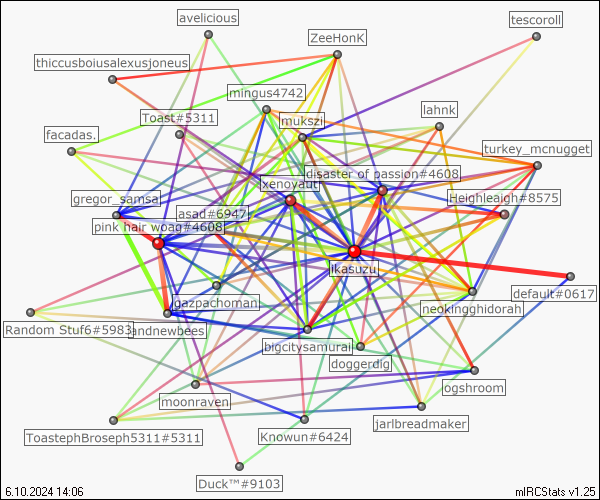 avelicious
tescoroll
ZeeHonK
thiccusboiusalexusjoneus
mingus4742
lahnk
Toast#5311
mukszi
facadas.
turkey_mcnugget
disaster of passion#4608
xenoyaut
gregor_samsa
Heighleaigh#8575
asad#6947
pink hair woag#4608
ikasuzu
default#0617
gazpachoman
neokingghidorah
Random Stuf6#5983
andnewbees
bigcitysamurai
doggerdig
ogshroom
moonraven
jarlbreadmaker
ToastephBroseph5311#5311
Knowun#6424
Duck™#9103
6.10.2024 14:06
mIRCStats v1.25